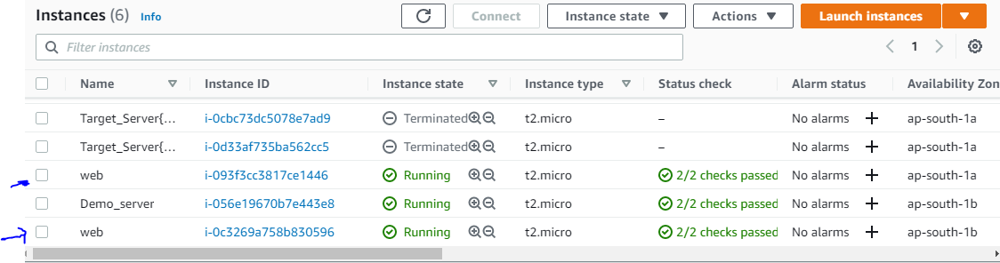 Instances (6) Info Connect Instance state Actions Launch instances
Filter instances 1
Name Instance ID Instance state Instance type Status check Alarm status Availability Zon
Target_Server{... i-0cbc73dc5078e7ad9 Terminated t2.micro – No alarms + ap-south-1a
Target_Server{... i-0d33af735ba562cc5 Terminated t2.micro – No alarms + ap-south-1a
web i-093f3cc3817ce1446 Running t2.micro 2/2 checks passed No alarms + ap-south-1a
Demo_server i-056e19670b7e443e8 Running t2.micro 2/2 checks passed No alarms + ap-south-1b
web i-0c3269a758b830596 Running t2.micro 2/2 checks passed No alarms + ap-south-1b